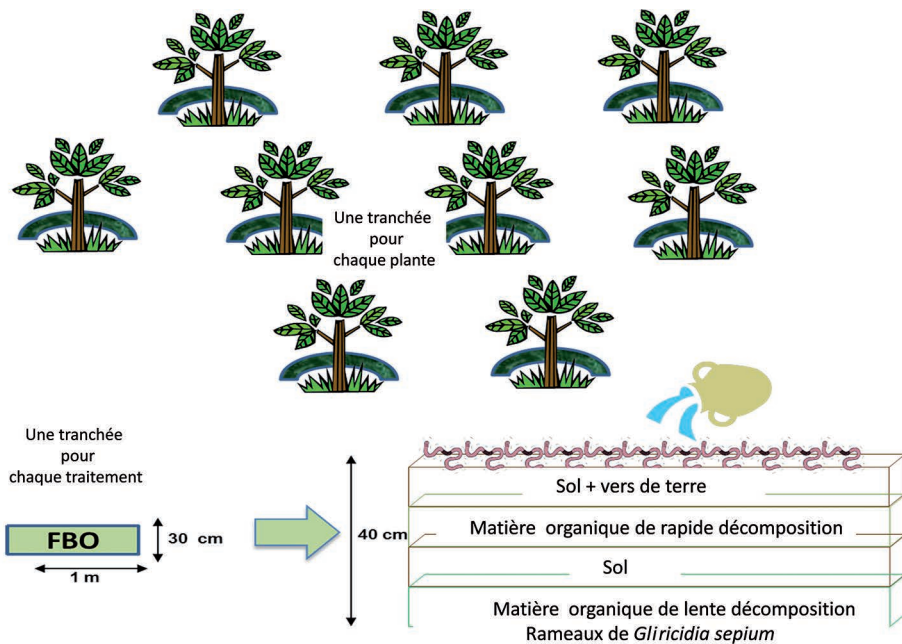 Une tranchée
pour
chaque plante
Une tranchée
pour
chaque traitement
FBO
30 cm
1 m
40 cm
Sol + vers de terre
Matière organique de rapide décomposition
Sol
Matière organique de lente décomposition
Rameaux de Gliricidia sepium